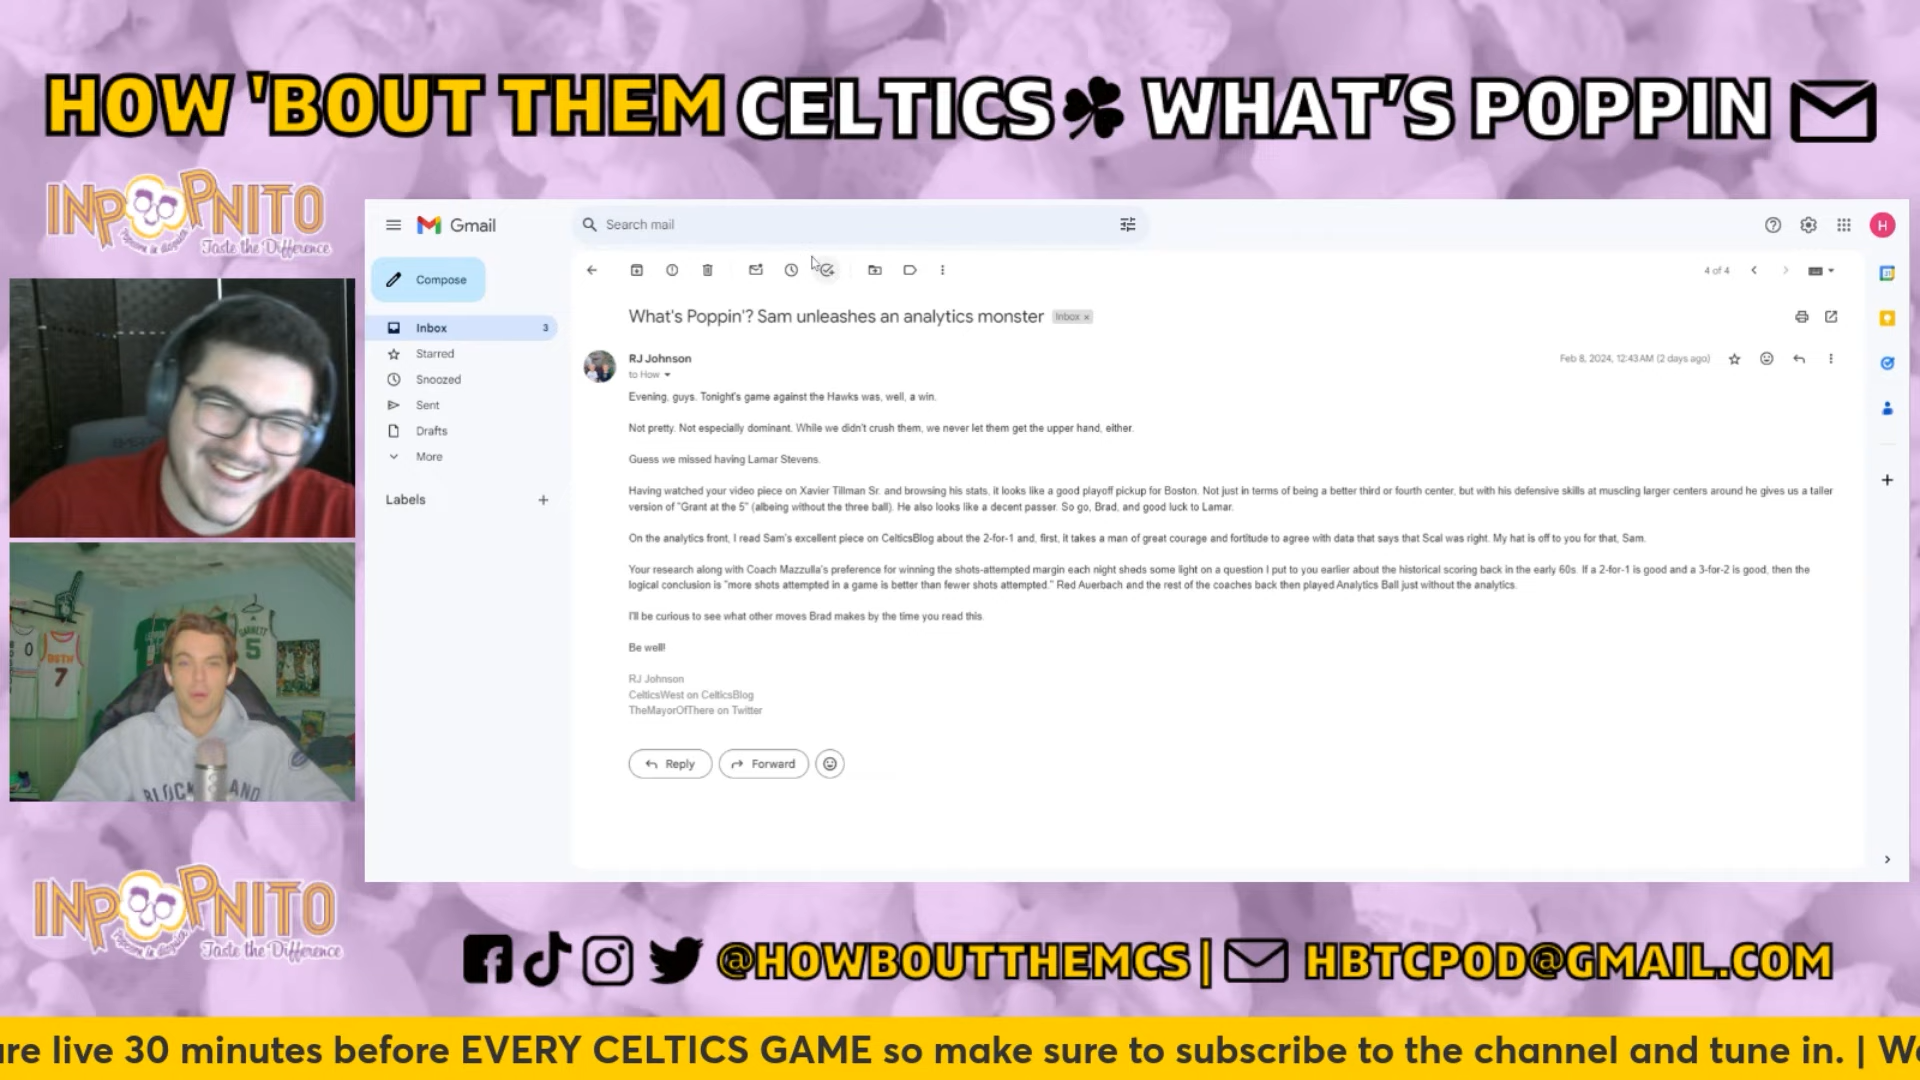 HOW 'BOUT THEM CELTICS WHAT'S POPPIN
INPOPNITO
Popcorn in disguise
Taste the Difference
Gmail
Search mail
H
Compose
4 of 4
Inbox 3
Starred
Snoozed
Sent
Drafts
More
Labels
What's Poppin'? Sam unleashes an analytics monster Inbox x
RJ Johnson
Feb 8, 2024, 12:43 AM (2 days ago)
to How
Evening, guys. Tonight's game against the Hawks was, well, a win.
Not pretty. Not especially dominant. While we didn't crush them, we never let them get the upper hand, either.
Guess we missed having Lamar Stevens.
Having watched your video piece on Xavier Tillman Sr. and browsing his stats, it looks like a good playoff pickup for Boston. Not just in terms of being a better third or fourth center, but with his defensive skills at muscling larger centers around he gives us a taller
version of "Grant at the 5" (albeing without the three ball). He also looks like a decent passer. So go, Brad, and good luck to Lamar.
On the analytics front, I read Sam's excellent piece on CelticsBlog about the 2-for-1 and, first, it takes a man of great courage and fortitude to agree with data that says that Scal was right. My hat is off to you for that, Sam.
Your research along with Coach Mazzulla's preference for winning the shots-attempted margin each night sheds some light on a question I put to you earlier about the historical scoring back in the early 60s. If a 2-for-1 is good and a 3-for-2 is good, then the
logical conclusion is "more shots attempted in a game is better than fewer shots attempted." Red Auerbach and the rest of the coaches back then played Analytics Ball just without the analytics.
I'll be curious to see what other moves Brad makes by the time you read this.
Be well!
RJ Johnson
CelticsWest on CelticsBlog
TheMayorOfThere on Twitter
Reply
Forward
0
7
GARNETT
5
INPOPNITO
Taste the Difference
@HOWBOUTTHEMCS | HBTCPOD@GMAIL.COM
re live 30 minutes before EVERY CELTICS GAME so make sure to subscribe to the channel and tune in. | W